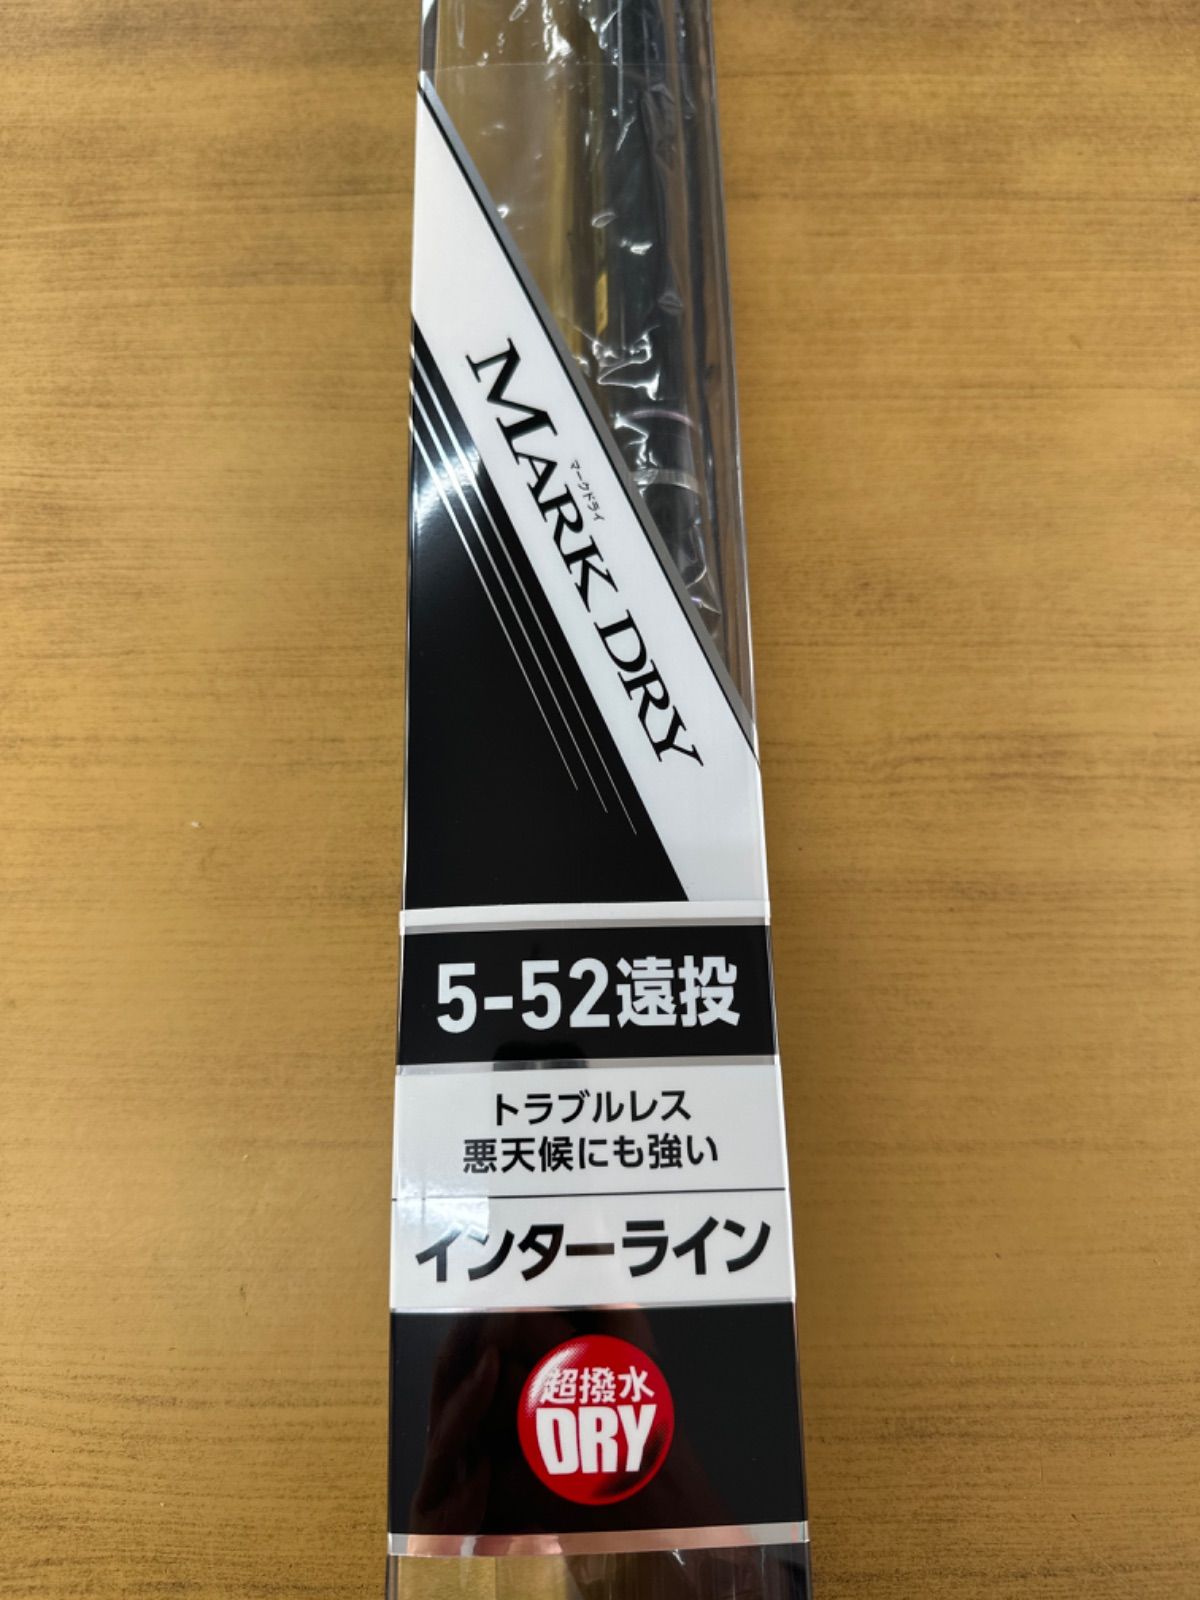 MARK DRY
マークドライ
5-52遠投
トラブルレス
悪天候にも強い
インターライン
超撥水
DRY